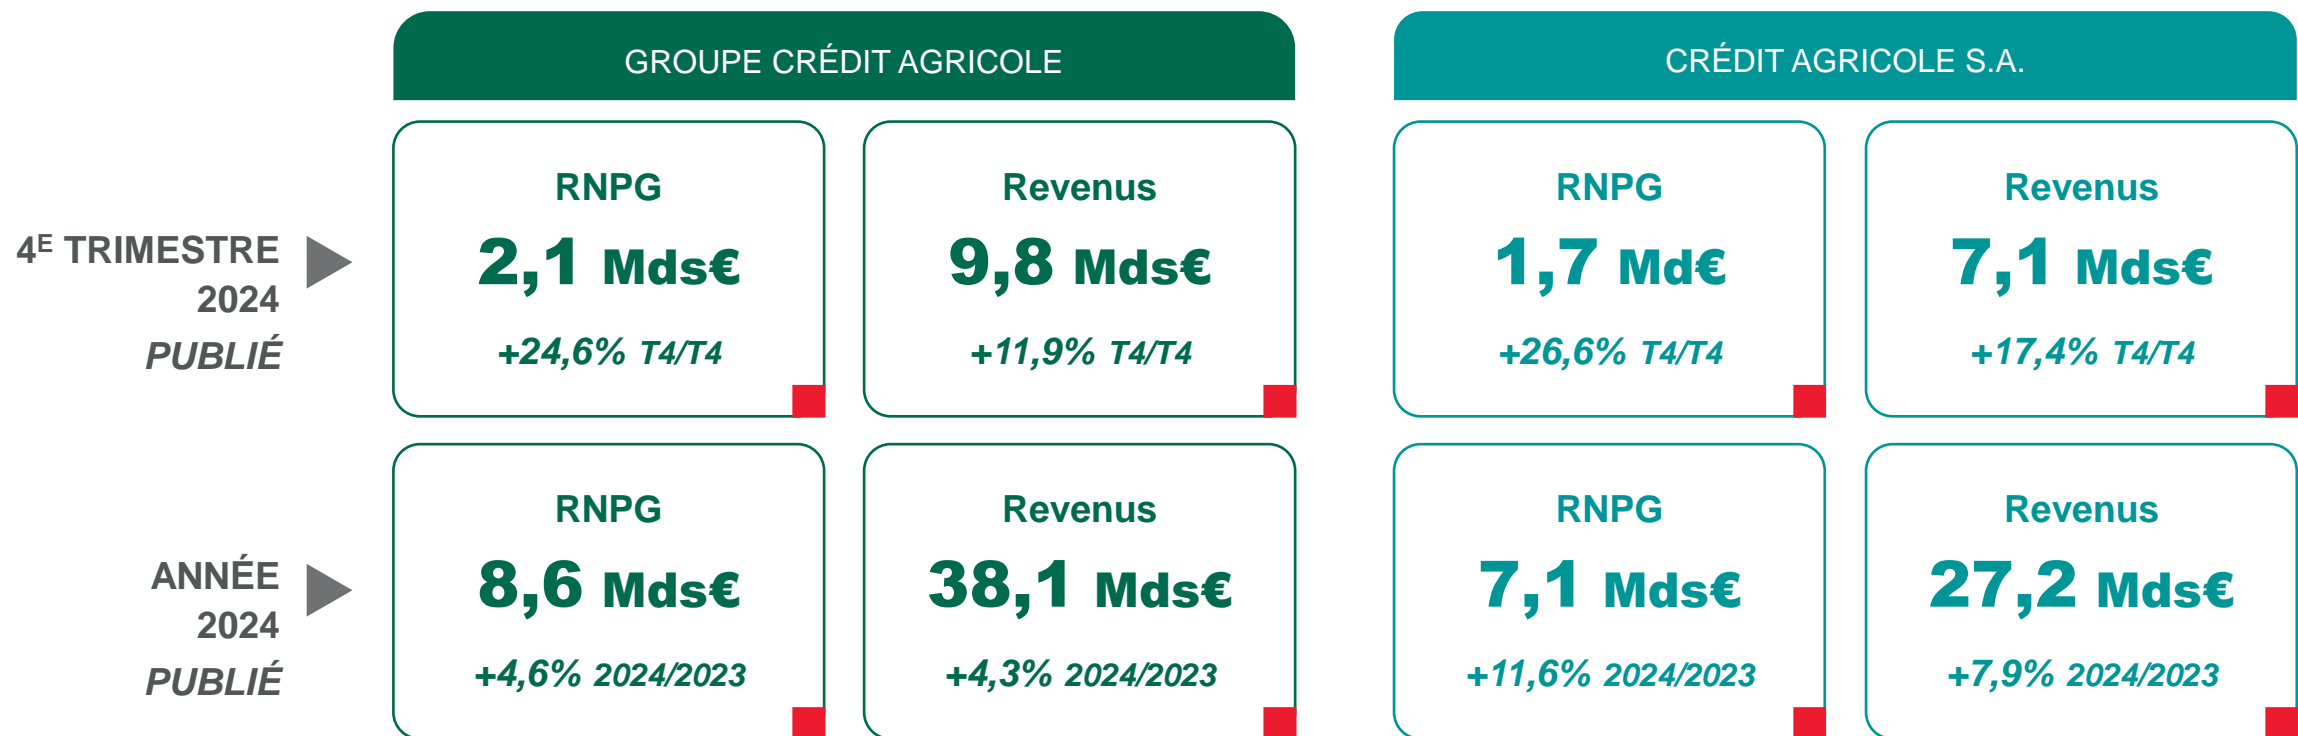 GROUPE CRÉDIT AGRICOLE
CRÉDIT AGRICOLE S.A.
4E TRIMESTRE
2024
PUBLIÉ
RNPG
2,1 Mds€
+24,6% T4/T4
Revenus
9,8 Mds€
+11,9% T4/T4
RNPG
1,7 Md€
+26,6% T4/T4
Revenus
7,1 Mds€
+17,4% T4/T4
ANNÉE
2024
PUBLIÉ
RNPG
8,6 Mds€
+4,6% 2024/2023
Revenus
38,1 Mds€
+4,3% 2024/2023
RNPG
7,1 Mds€
+11,6% 2024/2023
Revenus
27,2 Mds€
+7,9% 2024/2023